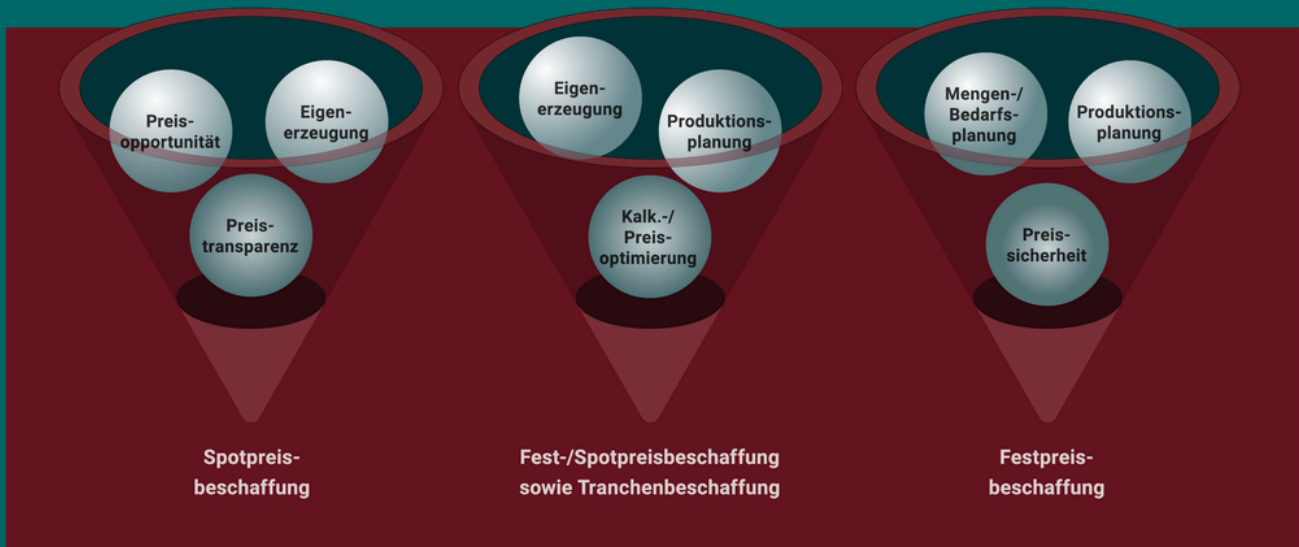 Preis-
opportunität
Eigen-
erzeugung
Preis-
transparenz
Spotpreis-
beschaffung
Eigen-
erzeugung
Produktions-
planung
Kalk.-/
Preis-
optimierung
Fest-/Spotpreisbeschaffung
sowie Tranchenbeschaffung
Mengen-/
Bedarfs-
planung
Produktions-
planung
Preis-
sicherheit
Festpreis-
beschaffung